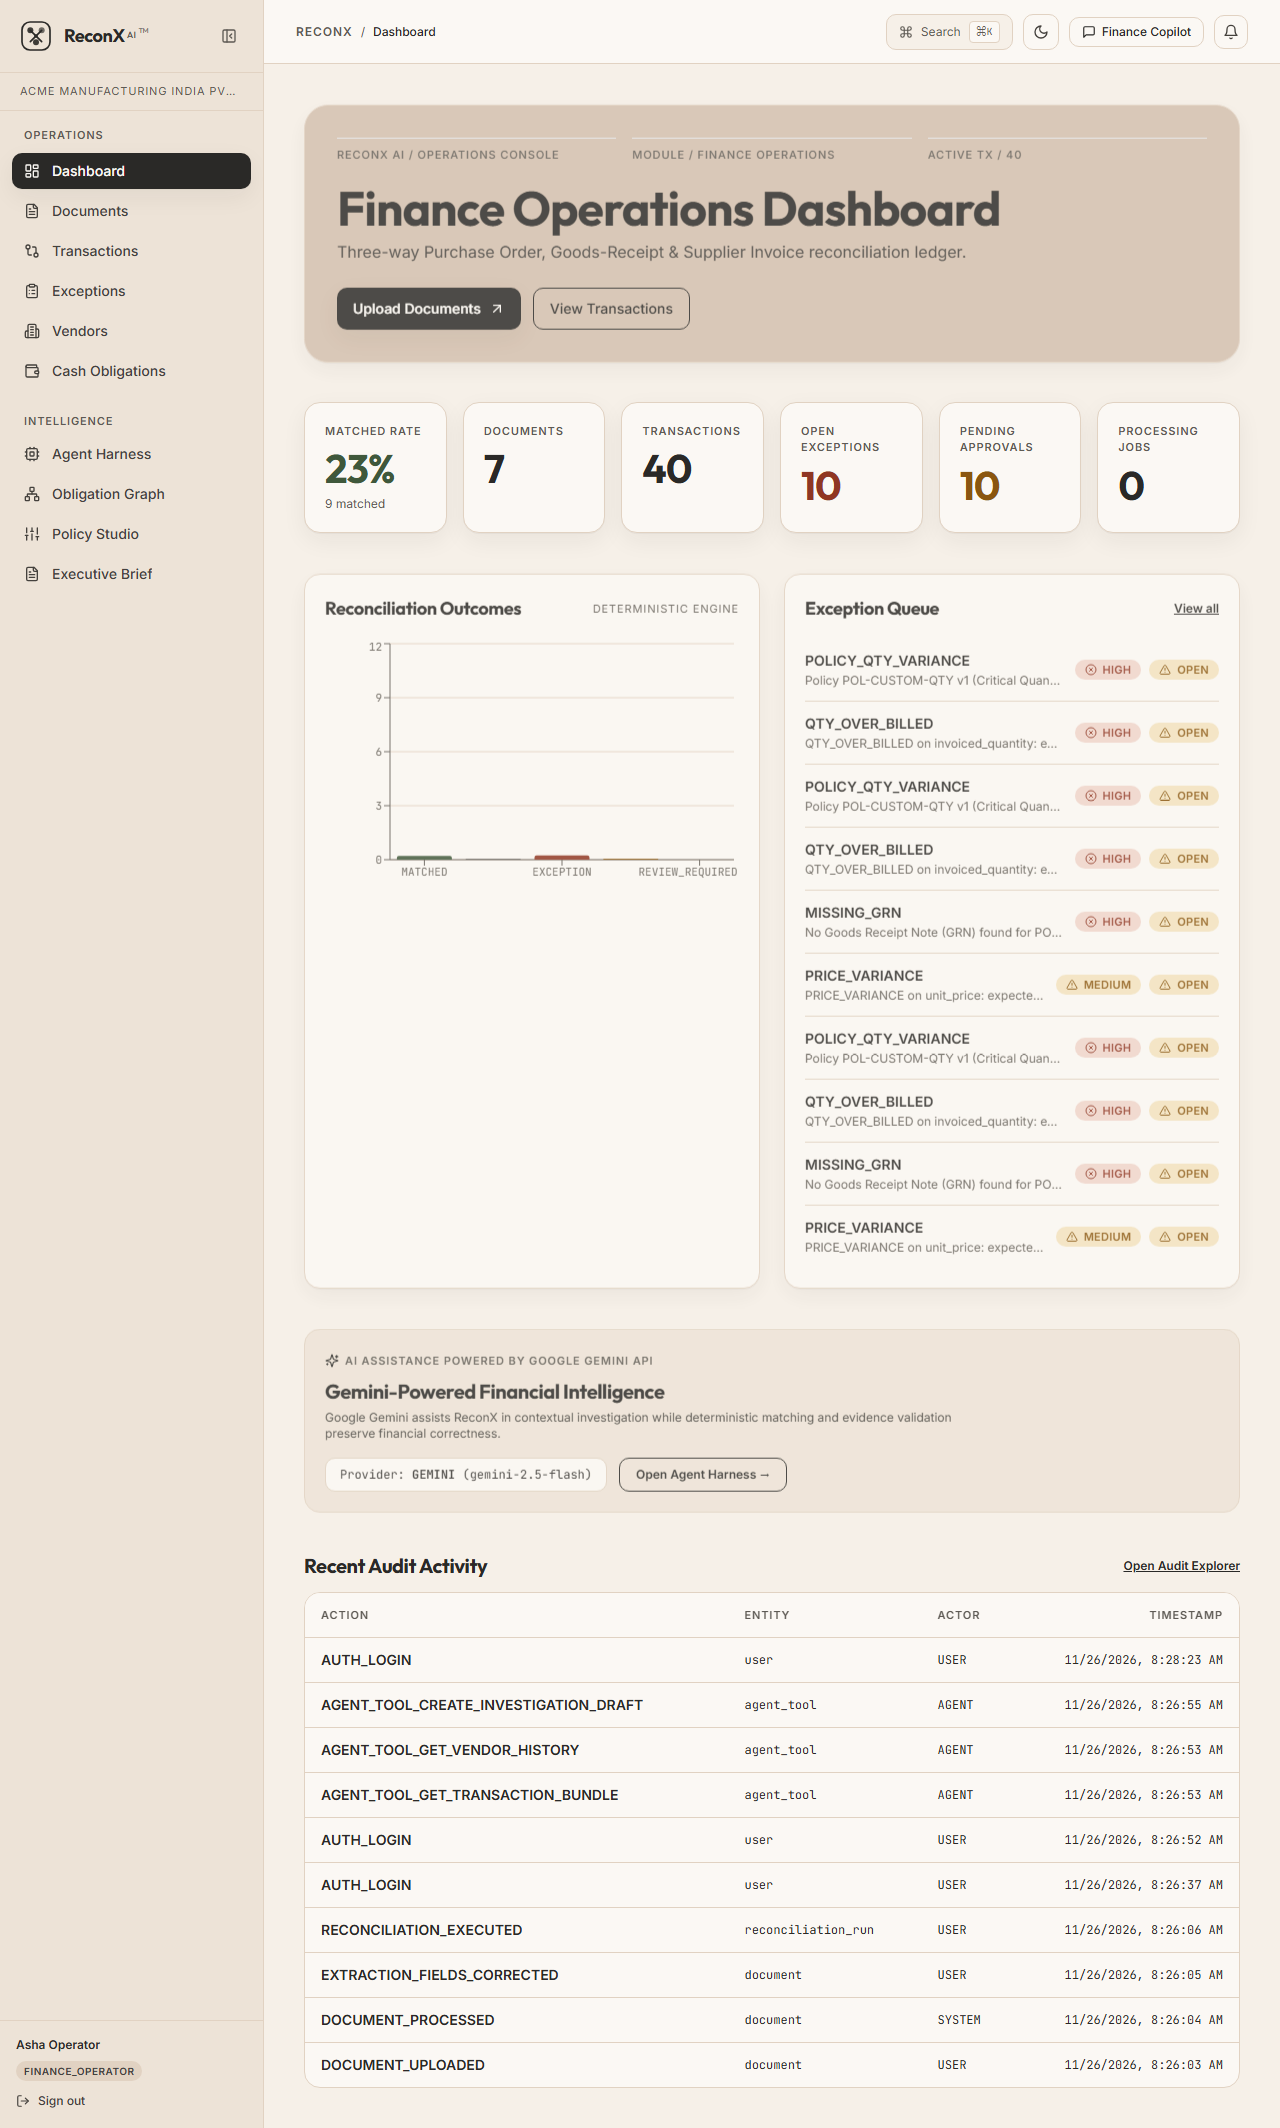 ReconX AI ™
ACME MANUFACTURING INDIA PV...
OPERATIONS
Dashboard
Documents
Transactions
Exceptions
Vendors
Cash Obligations
INTELLIGENCE
Agent Harness
Obligation Graph
Policy Studio
Executive Brief
Asha Operator
FINANCE_OPERATOR
Sign out
RECONX / Dashboard
Search ⌘K
Finance Copilot
RECONX AI / OPERATIONS CONSOLE
MODULE / FINANCE OPERATIONS
ACTIVE TX / 40
Finance Operations Dashboard
Three-way Purchase Order, Goods-Receipt & Supplier Invoice reconciliation ledger.
Upload Documents
View Transactions
MATCHED RATE
23%
9 matched
DOCUMENTS
7
TRANSACTIONS
40
OPEN
EXCEPTIONS
10
PENDING
APPROVALS
10
PROCESSING
JOBS
0
Reconciliation Outcomes
DETERMINISTIC ENGINE
12
9
6
3
0
MATCHED
EXCEPTION
REVIEW_REQUIRED
Exception Queue
View all
POLICY_QTY_VARIANCE
Policy POL-CUSTOM-QTY v1 (Critical Quan...
HIGH
OPEN
QTY_OVER_BILLED
QTY_OVER_BILLED on invoiced_quantity: e...
HIGH
OPEN
POLICY_QTY_VARIANCE
Policy POL-CUSTOM-QTY v1 (Critical Quan...
HIGH
OPEN
QTY_OVER_BILLED
QTY_OVER_BILLED on invoiced_quantity: e...
HIGH
OPEN
MISSING_GRN
No Goods Receipt Note (GRN) found for PO...
HIGH
OPEN
PRICE_VARIANCE
PRICE_VARIANCE on unit_price: expecte...
MEDIUM
OPEN
POLICY_QTY_VARIANCE
Policy POL-CUSTOM-QTY v1 (Critical Quan...
HIGH
OPEN
QTY_OVER_BILLED
QTY_OVER_BILLED on invoiced_quantity: e...
HIGH
OPEN
MISSING_GRN
No Goods Receipt Note (GRN) found for PO...
HIGH
OPEN
PRICE_VARIANCE
PRICE_VARIANCE on unit_price: expecte...
MEDIUM
OPEN
AI ASSISTANCE POWERED BY GOOGLE GEMINI API
Gemini-Powered Financial Intelligence
Google Gemini assists ReconX in contextual investigation while deterministic matching and evidence validation
preserve financial correctness.
Provider: GEMINI (gemini-2.5-flash)
Open Agent Harness →
Recent Audit Activity
Open Audit Explorer
ACTION ENTITY ACTOR TIMESTAMP
AUTH_LOGIN user USER 11/26/2026, 8:28:23 AM
AGENT_TOOL_CREATE_INVESTIGATION_DRAFT agent_tool AGENT 11/26/2026, 8:26:55 AM
AGENT_TOOL_GET_VENDOR_HISTORY agent_tool AGENT 11/26/2026, 8:26:53 AM
AGENT_TOOL_GET_TRANSACTION_BUNDLE agent_tool AGENT 11/26/2026, 8:26:53 AM
AUTH_LOGIN user USER 11/26/2026, 8:26:52 AM
AUTH_LOGIN user USER 11/26/2026, 8:26:37 AM
RECONCILIATION_EXECUTED reconciliation_run USER 11/26/2026, 8:26:06 AM
EXTRACTION_FIELDS_CORRECTED document USER 11/26/2026, 8:26:05 AM
DOCUMENT_PROCESSED document SYSTEM 11/26/2026, 8:26:04 AM
DOCUMENT_UPLOADED document USER 11/26/2026, 8:26:03 AM